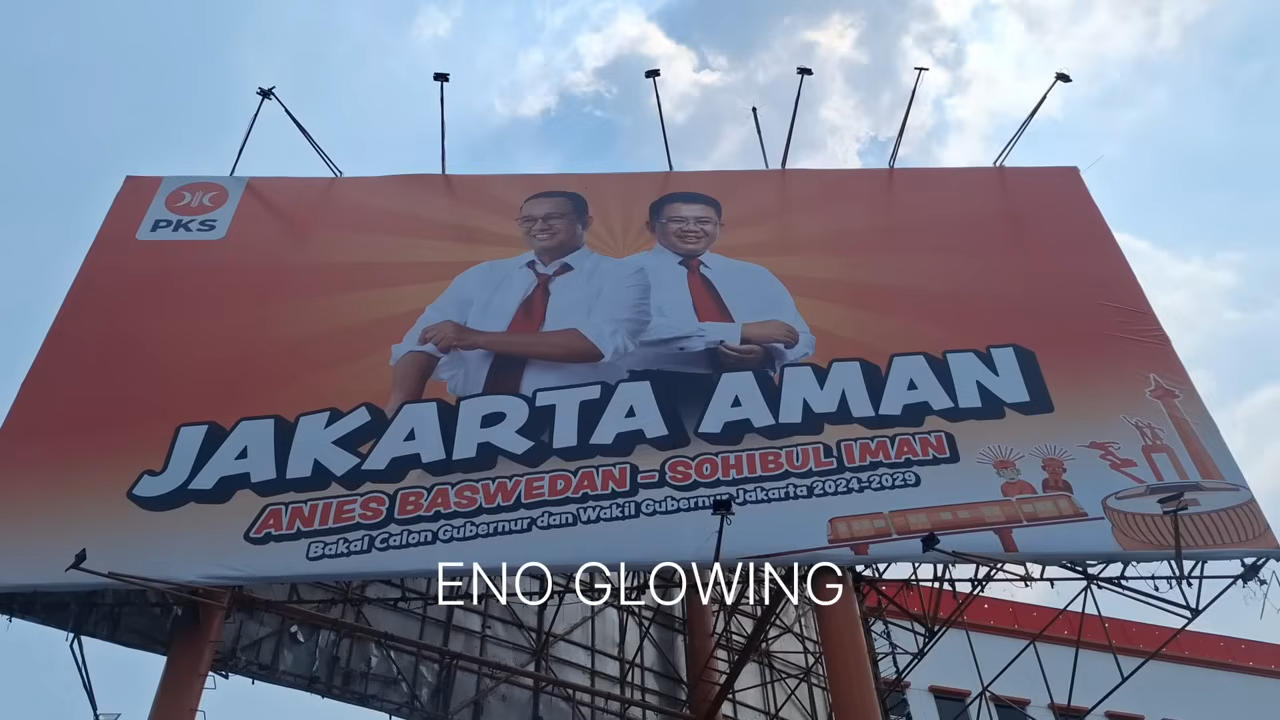 PKS
JAKARTA AMAN
ANIES BASWEDAN - SOHIBUL IMAN
Bakal Calon Gubernur dan Wakil Gubernur Jakarta 2024-2029
ENO GLOWING